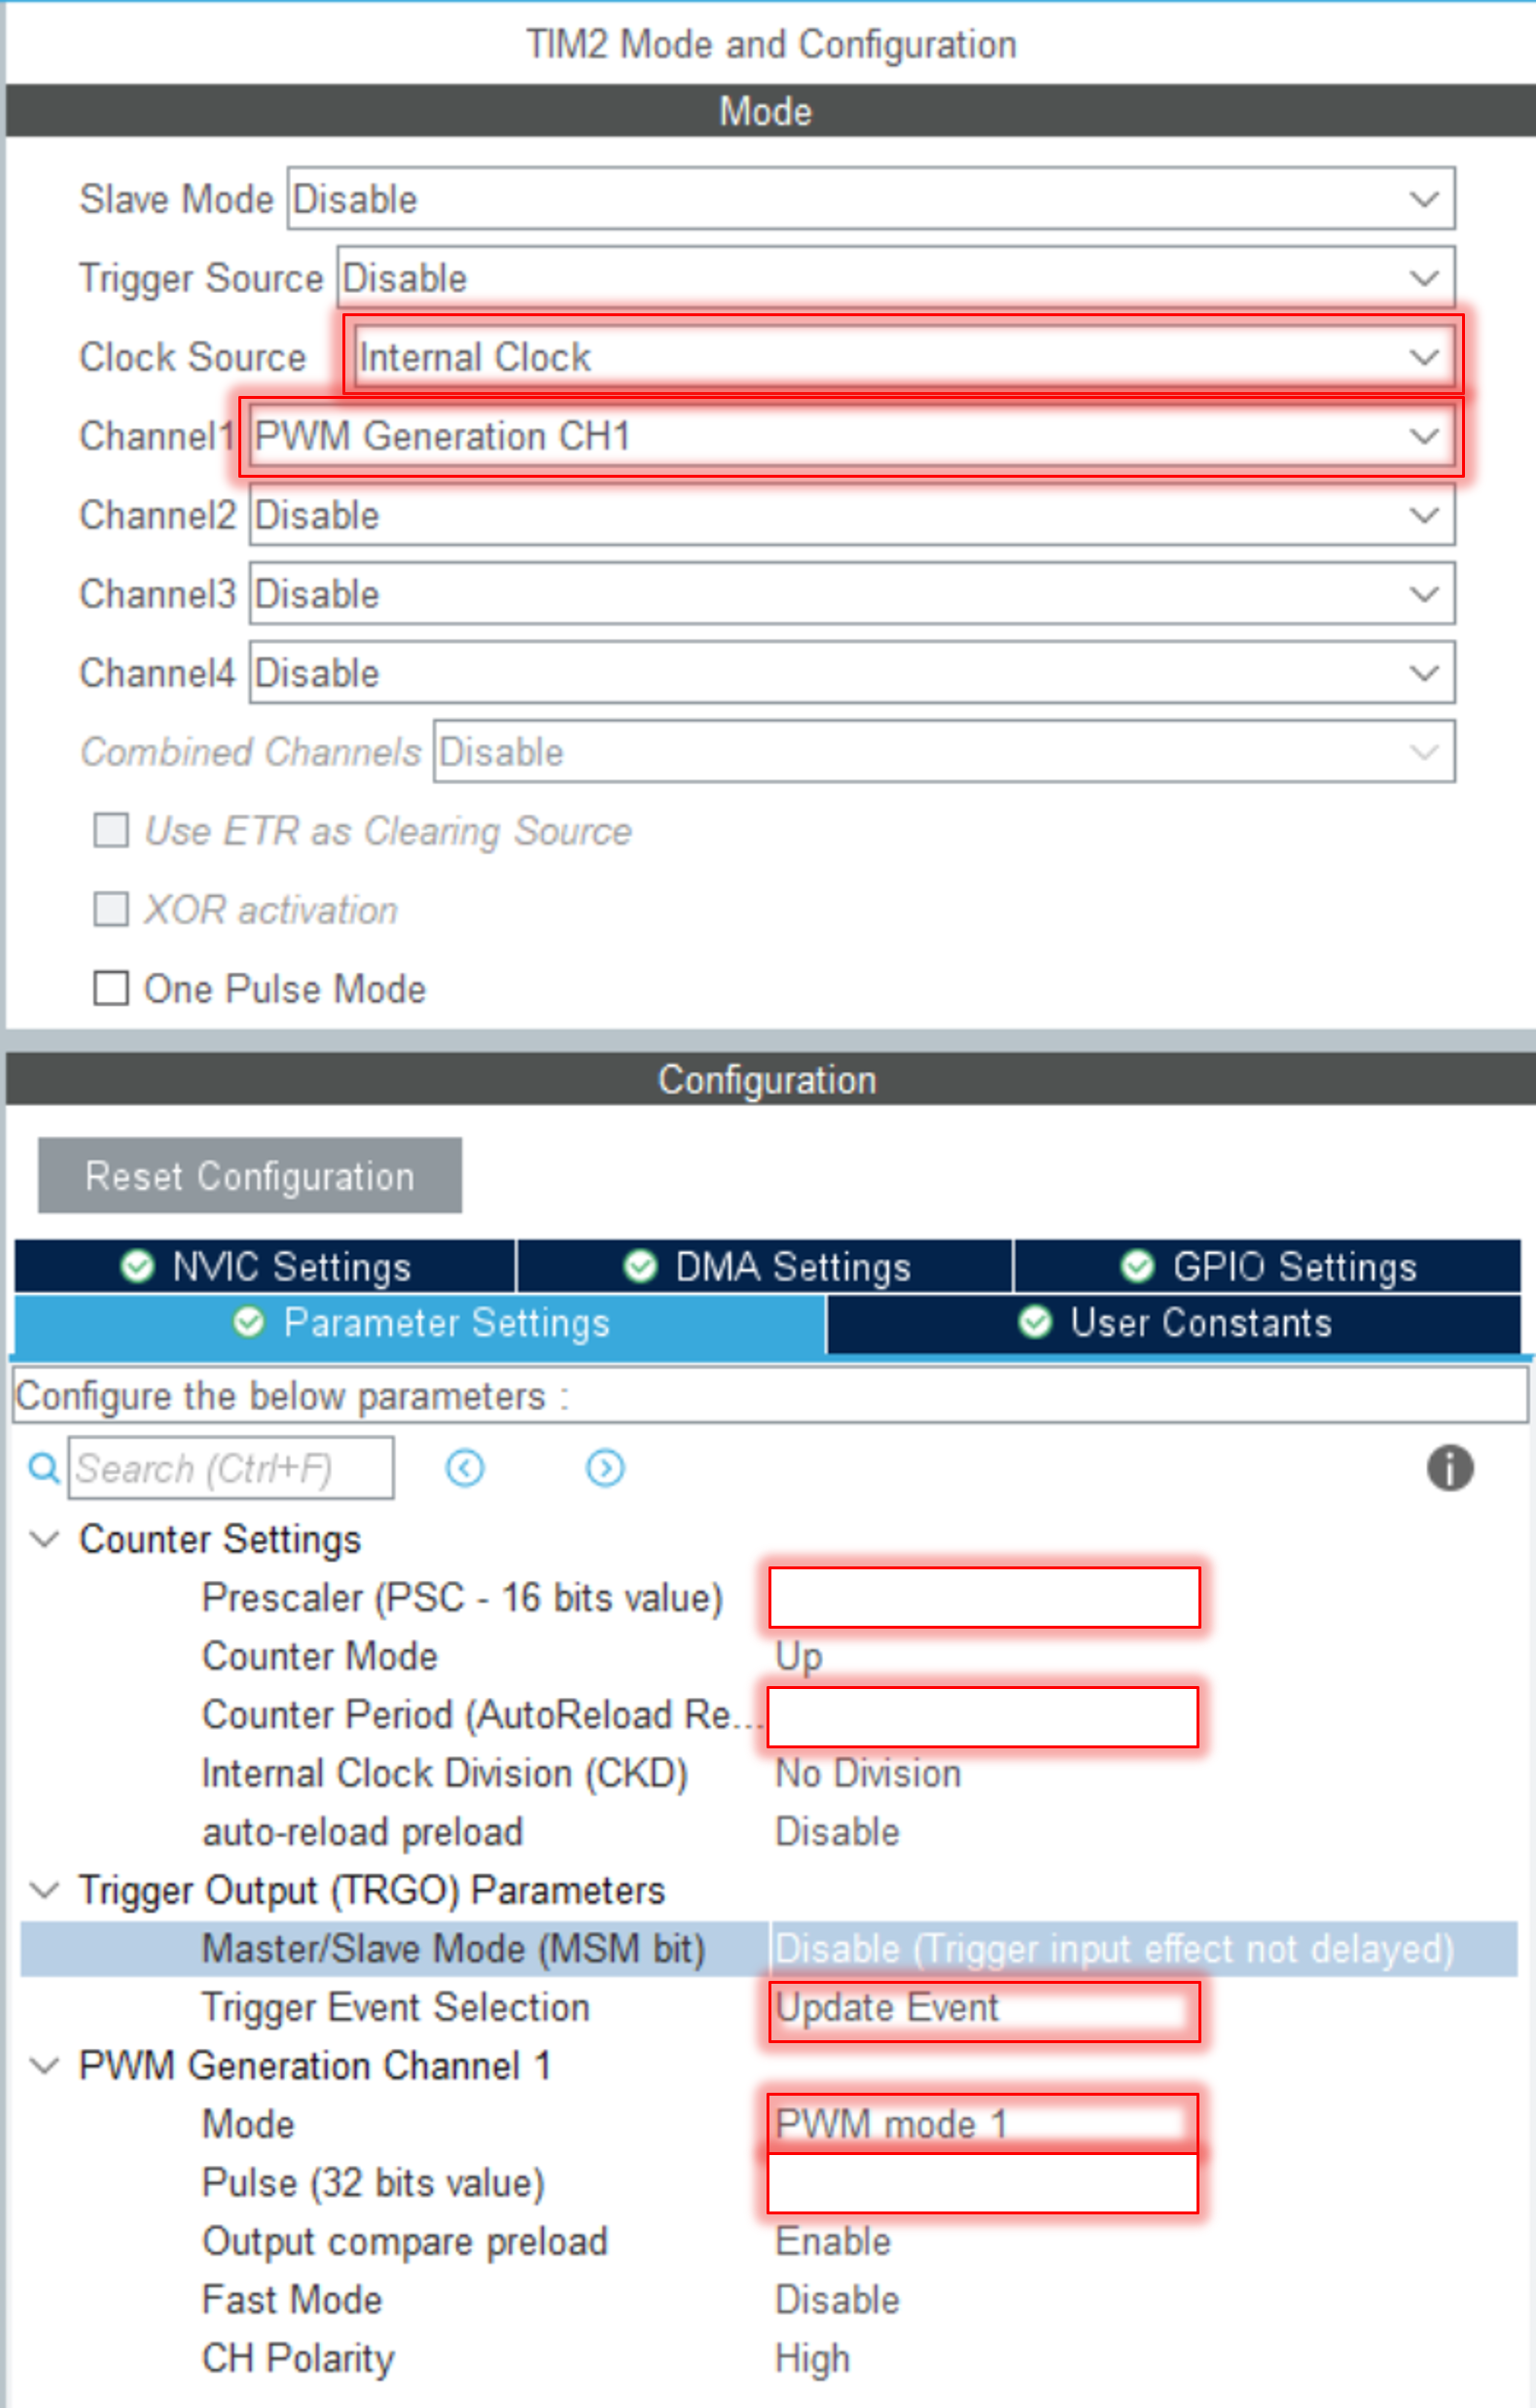 TIM2 Mode and Configuration
Mode
Slave Mode Disable
Trigger Source Disable
Clock Source Internal Clock
Channel1 PWM Generation CH1
Channel2 Disable
Channel3 Disable
Channel4 Disable
Combined Channels Disable
Use ETR as Clearing Source
XOR activation
One Pulse Mode
Configuration
Reset Configuration
NVIC Settings DMA Settings GPIO Settings
Parameter Settings User Constants
Configure the below parameters :
Search (Ctrl+F)
Counter Settings
Prescaler (PSC - 16 bits value)
Counter Mode Up
Counter Period (AutoReload Re...
Internal Clock Division (CKD) No Division
auto-reload preload Disable
Trigger Output (TRGO) Parameters
Master/Slave Mode (MSM bit) Disable (Trigger input effect not delayed)
Trigger Event Selection Update Event
PWM Generation Channel 1
Mode PWM mode 1
Pulse (32 bits value)
Output compare preload Enable
Fast Mode Disable
CH Polarity High